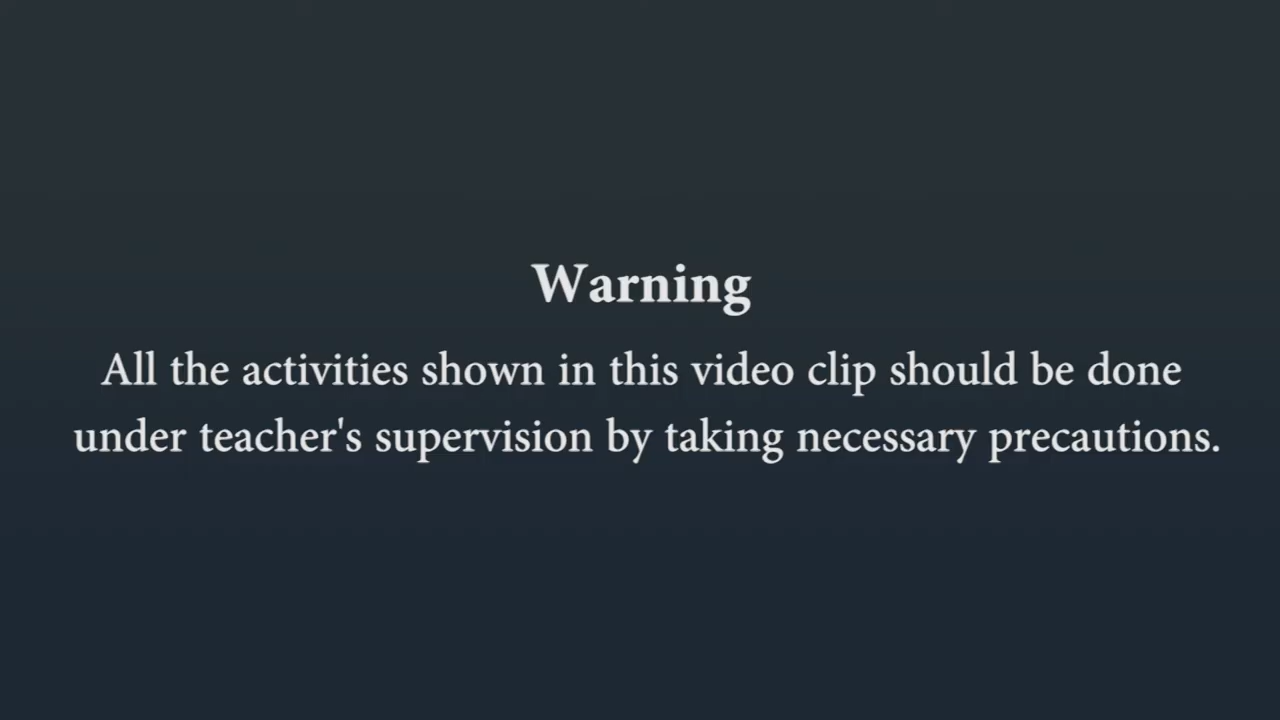 Warning
All the activities shown in this video clip should be done
under teacher's supervision by taking necessary precautions.